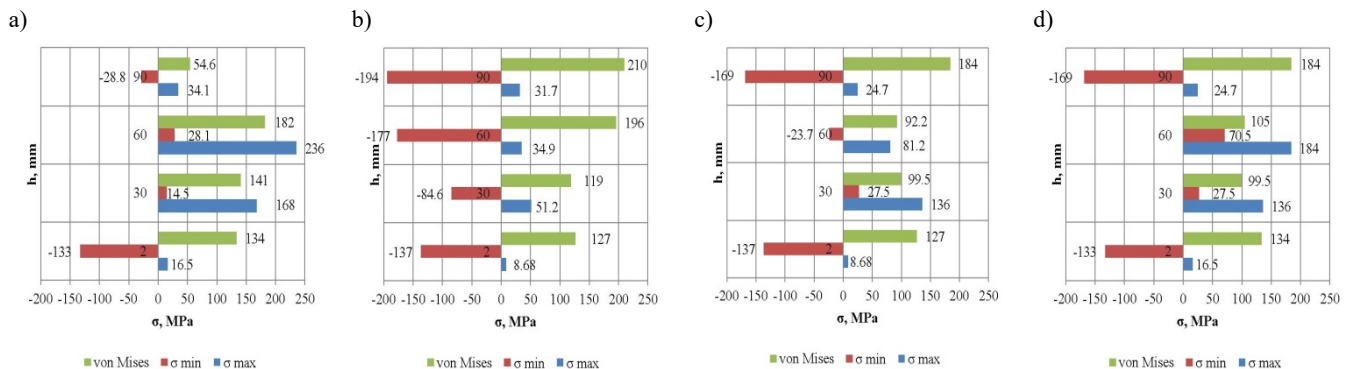 a)
h, mm
54.6
-28.8 90
34.1
182
60 28.1
236
141
30 14.5
168
134
-133 2
16.5
-200 -150 -100 -50 0 50 100 150 200 250
σ, MPa
von Mises σ min σ max
b)
h, mm
210
-194 90
31.7
196
-177 60
34.9
119
-84.6 30
51.2
127
-137 2
8.68
-200 -150 -100 -50 0 50 100 150 200 250
σ, MPa
von Mises σ min σ max
c)
h, mm
184
-169 90
24.7
92.2
-23.7 60
81.2
99.5
30 27.5
136
127
-137 2
8.68
-200 -150 -100 -50 0 50 100 150 200 250
σ, MPa
von Mises σ min σ max
d)
h, mm
184
-169 90
24.7
105
60 70.5
184
99.5
30 27.5
136
134
-133 2
16.5
-200 -150 -100 -50 0 50 100 150 200 250
σ, MPa
von Mises σ min σ max